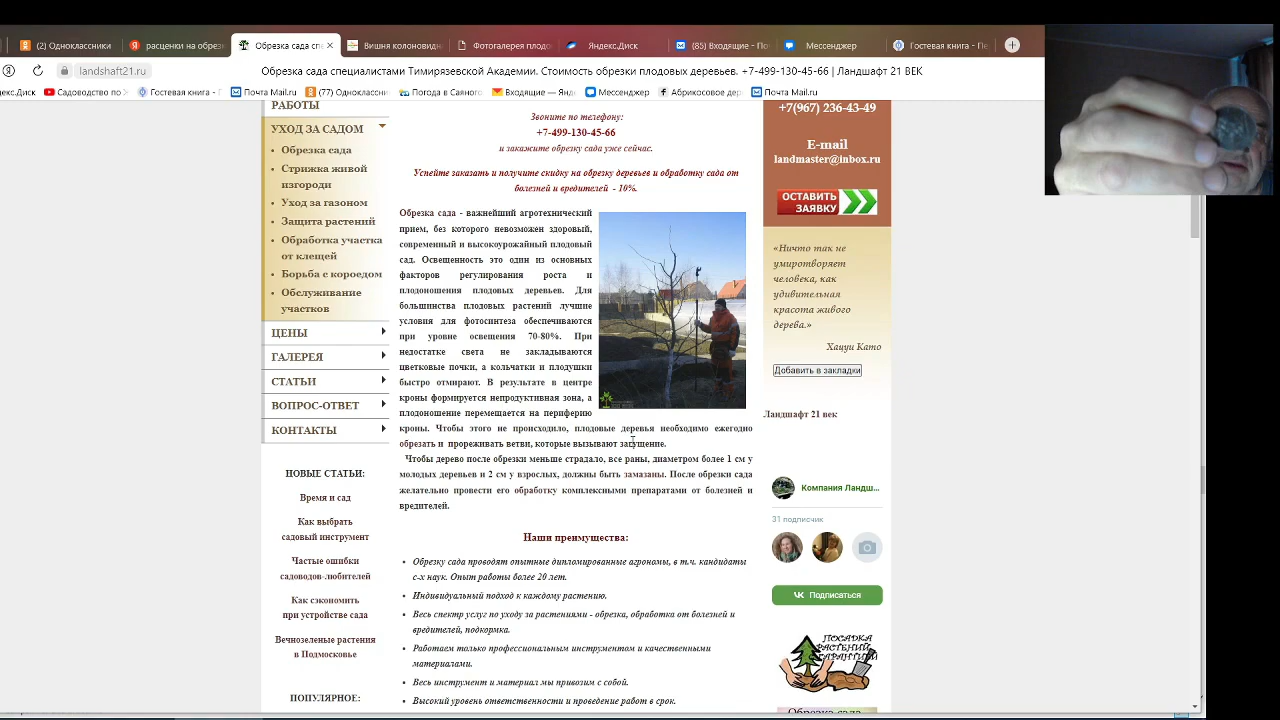 (2) Одноклассники
расценки на обрез
Обрезка сада спе
Вишня колоновидн
Фотогалерея плодо
Яндекс.Диск
(85) Входящие - По
Мессенджер
Гостевая книга - Пе
landshaft21.ru
Обрезка сада специалистами Тимирязевской Академии. Стоимость обрезки плодовых деревьев. +7-499-130-45-66 | Ландшафт 21 ВЕК
екс.Диск
Садоводство по
Гостевая книга - Г
Почта Mail.ru
(77) Одноклассни
Погода в Саяного
Входящие — Янде
Мессенджер
Абрикосовое дер
Почта Mail.ru
РАБОТЫ
УХОД ЗА САДОМ
Обрезка сада
Стрижка живой
изгороди
Уход за газоном
Защита растений
Обработка участка
от клещей
Борьба с короедом
Обслуживание
участков
ЦЕНЫ
ГАЛЕРЕЯ
СТАТЬИ
ВОПРОС-ОТВЕТ
КОНТАКТЫ
НОВЫЕ СТАТЬИ:
Время и сад
Как выбрать
садовый инструмент
Частые ошибки
садоводов-любителей
Как сэкономить
при устройстве сада
Вечнозеленые растения
в Подмосковье
ПОПУЛЯРНОЕ:
Звоните по телефону:
+7-499-130-45-66
и закажите обрезку сада уже сейчас.
Успейте заказать и получите скидку на обрезку деревьев и обработку сада от
болезней и вредителей - 10%.
Обрезка сада - важнейший агротехнический
прием, без которого невозможен здоровый,
современный и высокоурожайный плодовый
сад. Освещенность это один из основных
факторов регулирования роста и
плодоношения плодовых деревьев. Для
большинства плодовых растений лучшие
условия для фотосинтеза обеспечиваются
при уровне освещения 70-80%. При
недостатке света не закладываются
цветковые почки, а кольчатки и плодушки
быстро отмирают. В результате в центре
кроны формируется непродуктивная зона, а
плодоношение перемещается на периферию
кроны. Чтобы этого не происходило, плодовые деревья необходимо ежегодно
обрезать и прореживать ветви, которые вызывают загущение.
Чтобы дерево после обрезки меньше страдало, все раны, диаметром более 1 см у
молодых деревьев и 2 см у взрослых, должны быть замазаны. После обрезки сада
желательно провести его обработку комплексными препаратами от болезней и
вредителей.
Наши преимущества:
Обрезку сада проводят опытные дипломированные агрономы, в т.ч. кандидаты
с-х наук. Опыт работы более 20 лет.
Индивидуальный подход к каждому растению.
Весь спектр услуг по уходу за растениями - обрезка, обработка от болезней и
вредителей, подкормка.
Работаем только профессиональным инструментом и качественными
материалами.
Весь инструмент и материал мы привозим с собой.
Высокий уровень ответственности и проведение работ в срок.
+7(967) 236-43-49
E-mail
landmaster@inbox.ru
ОСТАВИТЬ
ЗАЯВКУ
«Ничто так не
умиротворяет
человека, как
удивительная
красота живого
дерева.»
Хацуи Като
Добавить в закладки
Ландшафт 21 век
Компания Ландш...
31 подписчик
Подписаться
ПОСАДКА
РАСТЕНИЙ
ГАРАНТИИ
Обрезка сада